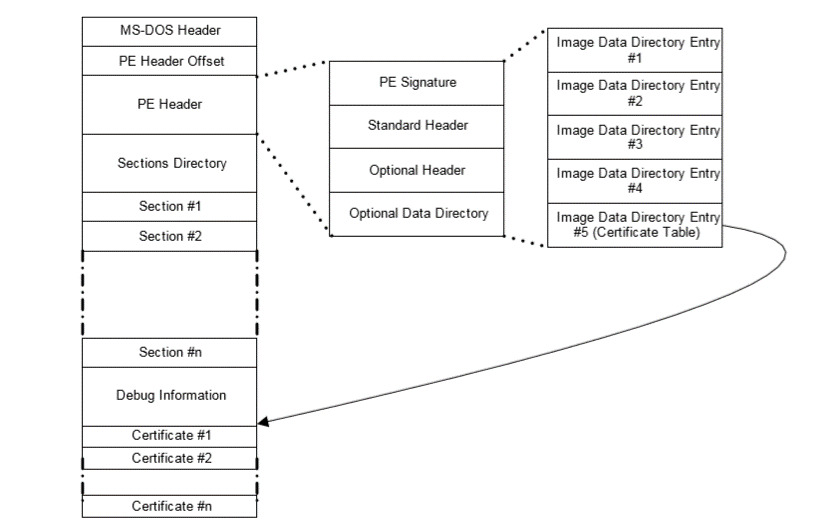 MS-DOS Header
PE Header Offset
PE Header
Sections Directory
Section #1
Section #2
Section #n
Debug Information
Certificate #1
Certificate #2
Certificate #n
PE Signature
Standard Header
Optional Header
Optional Data Directory
Image Data Directory Entry
#1
Image Data Directory Entry
#2
Image Data Directory Entry
#3
Image Data Directory Entry
#4
Image Data Directory Entry
#5 (Certificate Table)